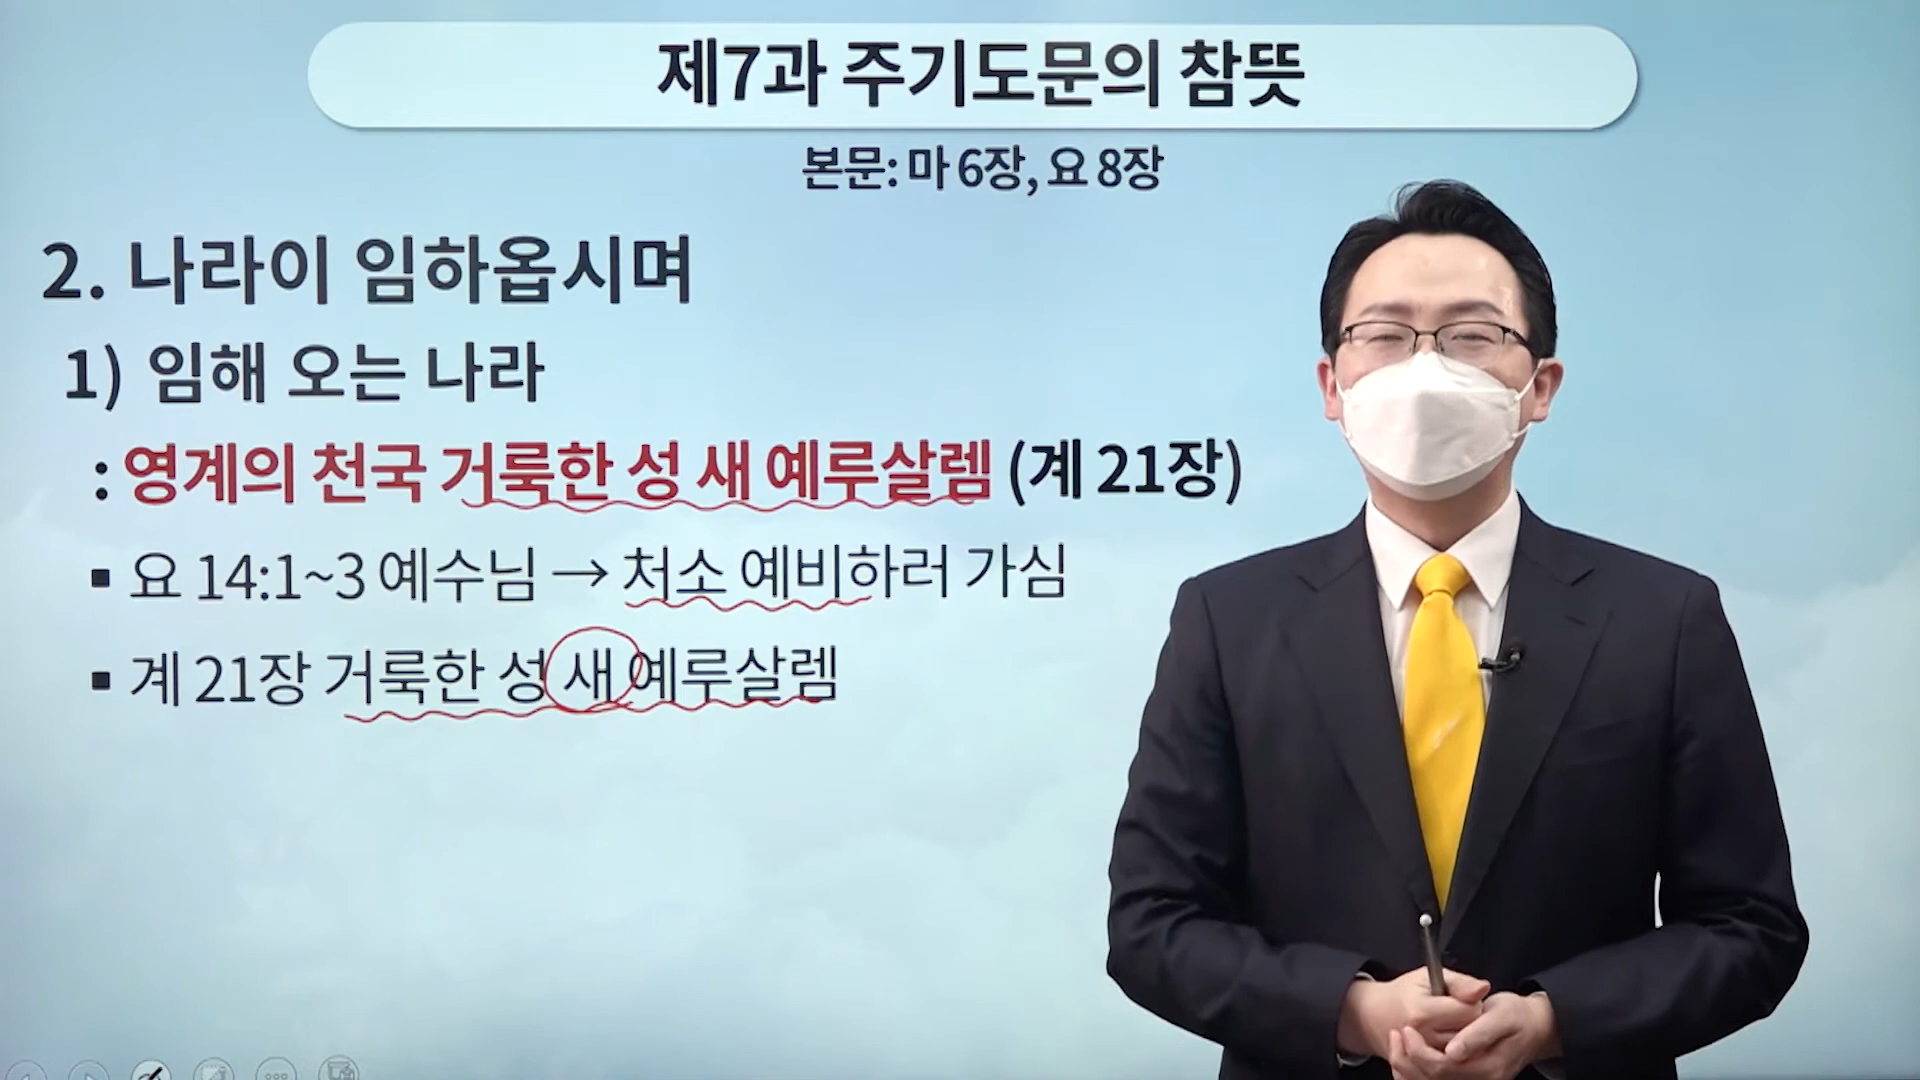 제7과 주기도문의 참뜻
본문: 마 6장, 요 8장
2. 나라이 임하옵시며
1) 임해 오는 나라
: 영계의 천국 거룩한 성 새 예루살렘 (계 21장)
▪ 요 14:1~3 예수님 → 처소 예비하러 가심
▪ 계 21장 거룩한 성 새 예루살렘